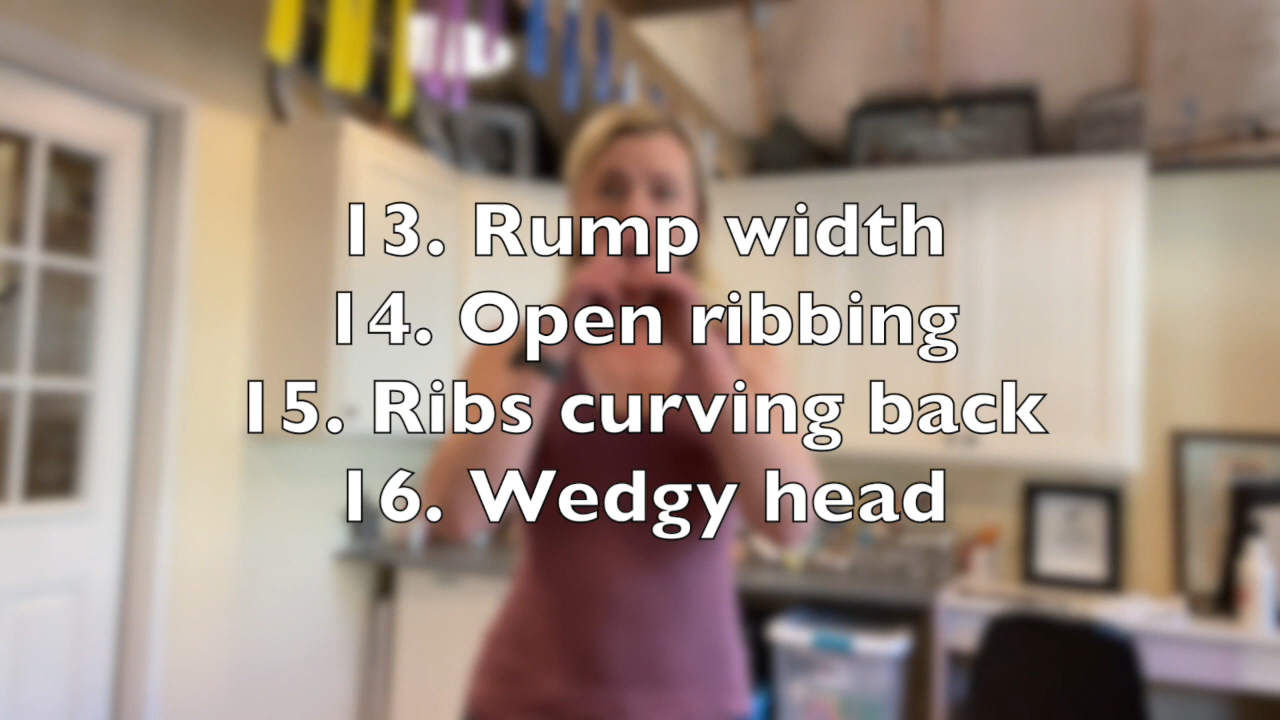 13. Rump width
14. Open ribbing
15. Ribs curving back
16. Wedgy head